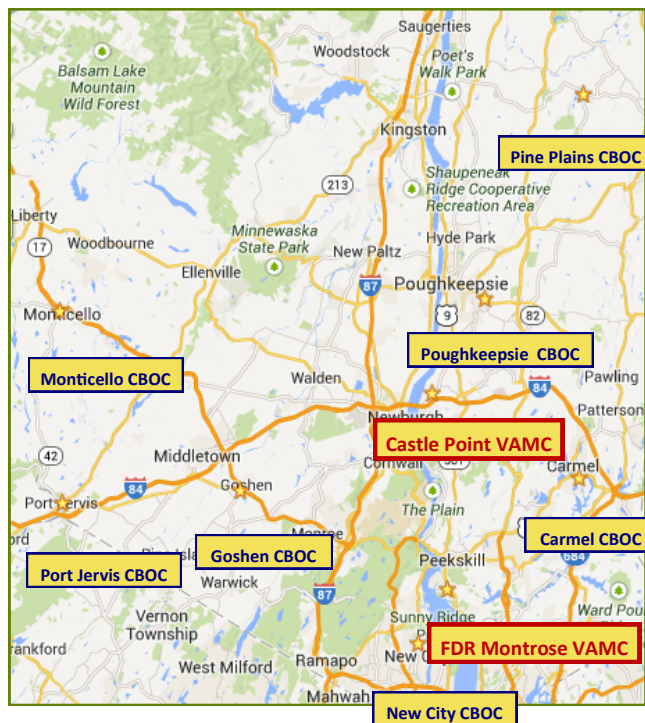 Saugerties
Woodstock
Poet's
Walk Park
Balsam Lake
Mountain
Wild Forest
Kingston
Pine Plains CBOC
213
Shaupeneak
Ridge Cooperative
Recreation Area
Liberty
17
Woodbourne
Minnewaska
State Park
Hyde Park
New Paltz
Ellenville
87
Poughkeepsie
9
82
Monticello
Poughkeepsie CBOC
Monticello CBOC
Walden
84
Pawling
Newburgh
Patterson
Castle Point VAMC
42
Middletown
Cornwall
Carmel
Goshen
84
Port Jervis
The Plain
Carmel CBOC
Monroe
Goshen CBOC
Port Jervis CBOC
Peekskill
684
Warwick
87
Vernon
Township
Sunny Ridge
Ward Pou
FDR Montrose VAMC
West Milford
Ramapo
New City
Mahwah
New City CBOC